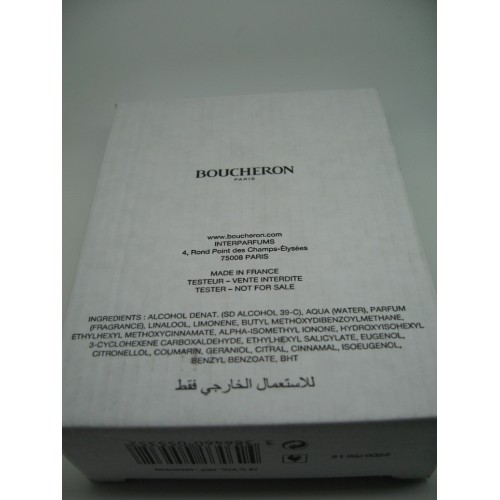 BOUCHERON
PARIS
www.boucheron.com
INTERPARFUMS
4, Rond Point des Champs-Elysées
75008 PARIS
MADE IN FRANCE
TESTEUR – VENTE INTERDITE
TESTER – NOT FOR SALE
INGREDIENTS : ALCOHOL DENAT. (SD ALCOHOL 39-C), AQUA (WATER), PARFUM
(FRAGRANCE), LINALOOL, LIMONENE, BUTYL METHOXYDIBENZOYLMETHANE,
ETHYLHEXYL METHOXYCINNAMATE, ALPHA-ISOMETHYL IONONE, HYDROXYISOHEXYL
3-CYCLOHEXENE CARBOXALDEHYDE, ETHYLHEXYL SALICYLATE, EUGENOL,
CITRONELLOL, COUMARIN, GERANIOL, CITRAL, CINNAMAL, ISOEUGENOL,
BENZYL BENZOATE, BHT
للاستعمال الخارجي فقط